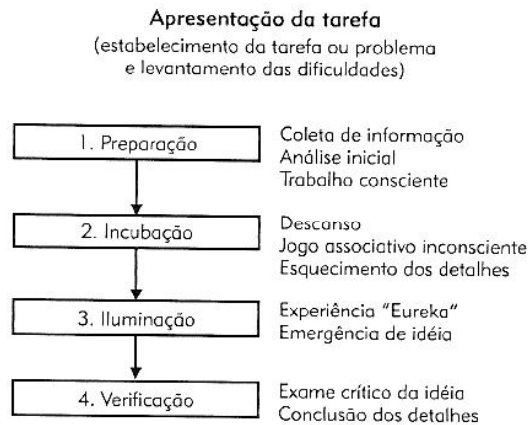 Apresentação da tarefa
(estabelecimento da tarefa ou problema
e levantamento das dificuldades)
1. Preparação
Coleta de informação
Análise inicial
Trabalho consciente
2. Incubação
Descanso
Jogo associativo inconsciente
Esquecimento dos detalhes
3. Iluminação
Experiência "Eureka"
Emergência de idéia
4. Verificação
Exame crítico da idéia
Conclusão dos detalhes